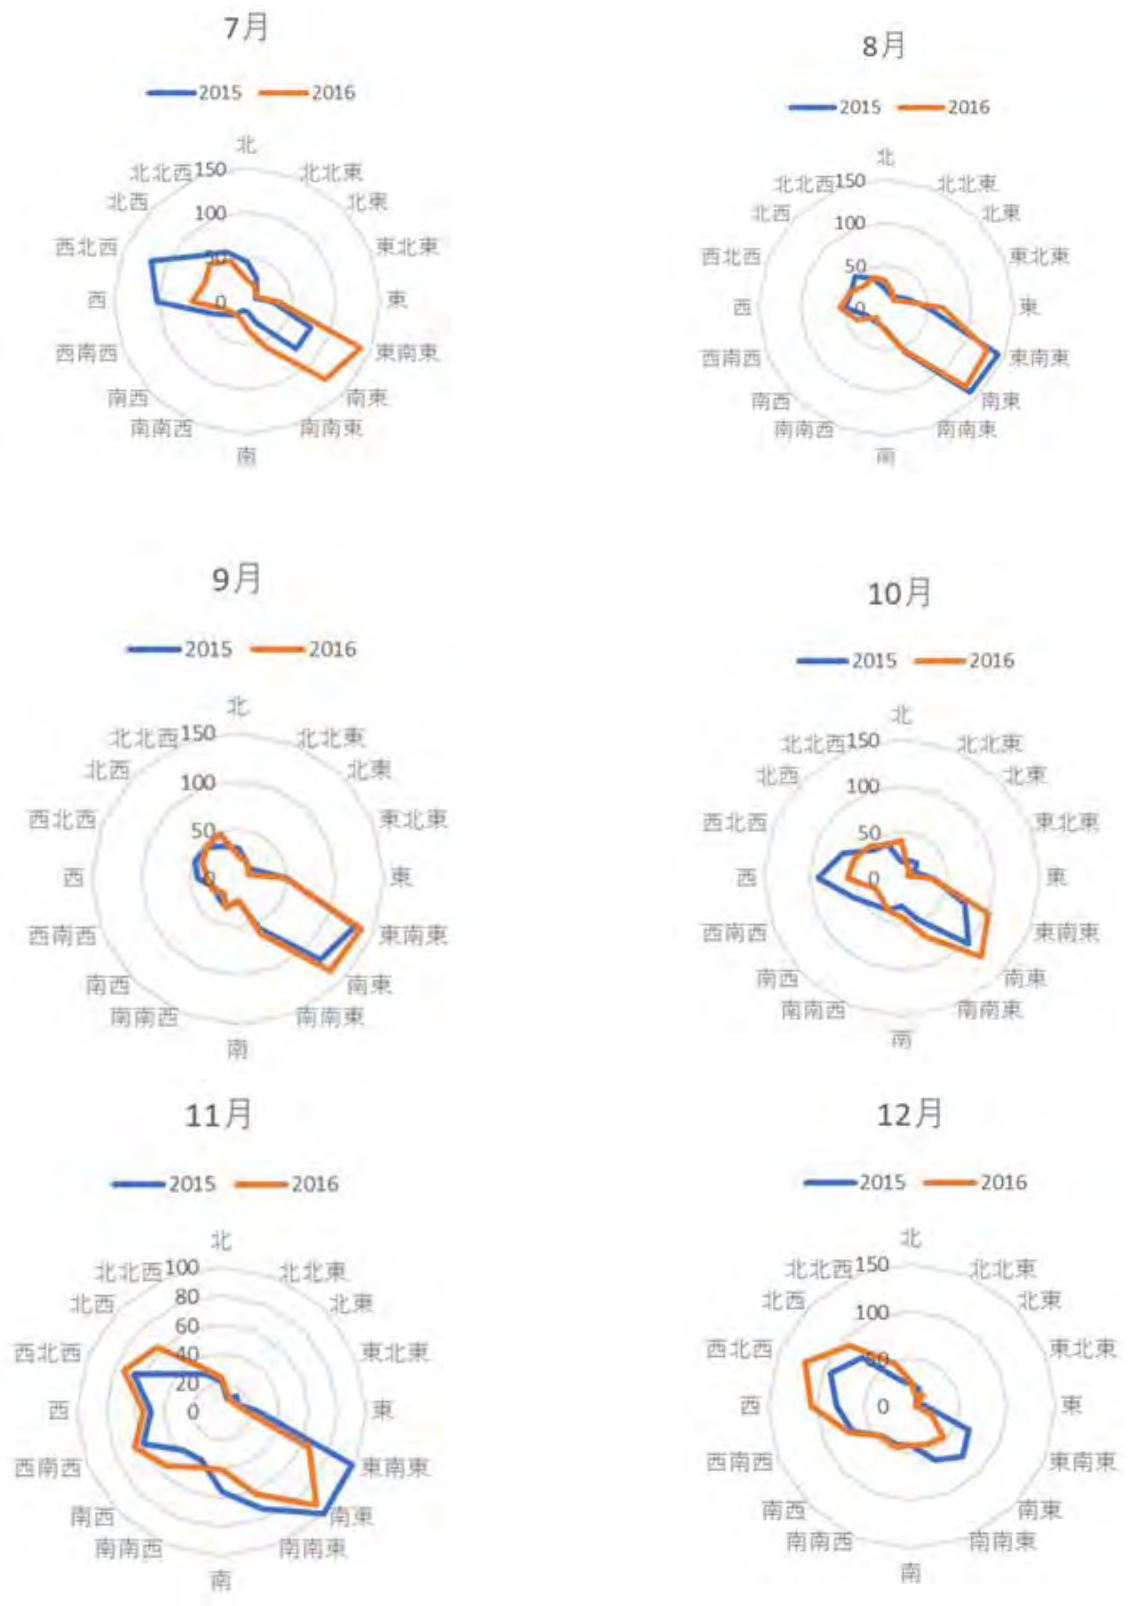 7月
2015 2016
北
北北西 150 北北東
北西 100 北東
西北西 50 東北東
西 0 東
西南西 東南東
南西 南東
南南西 南南東
南
8月
2015 2016
北
北北西 150 北北東
北西 100 北東
西北西 50 東北東
西 0 東
西南西 東南東
南西 南東
南南西 南南東
南
9月
2015 2016
北
北北西 150 北北東
北西 100 北東
西北西 50 東北東
西 0 東
西南西 東南東
南西 南東
南南西 南南東
南
10月
2015 2016
北
北北西 150 北北東
北西 100 北東
西北西 50 東北東
西 0 東
西南西 東南東
南西 南東
南南西 南南東
南
11月
2015 2016
北
北北西 100 北北東
北西 80 北東
60
西北西 40 東北東
20
西 0 東
西南西 東南東
南西 南東
南南西 南南東
南
12月
2015 2016
北
北北西 150 北北東
北西 100 北東
西北西 50 東北東
西 0 東
西南西 東南東
南西 南東
南南西 南南東
南